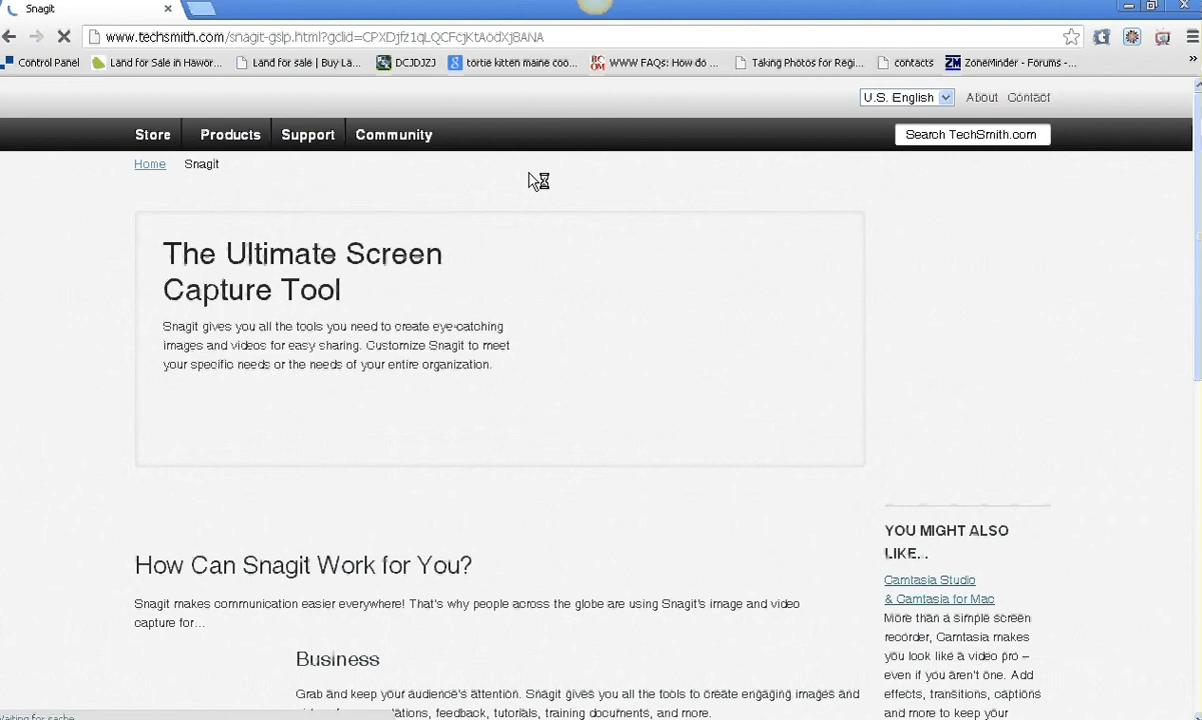 Snagit
www.techsmith.com/snagit-gslp.html?gclid=CPXDjfz1qLQCFcjKtAodXj8ANA
Control Panel Land for Sale in Hawor... Land for sale | Buy La... DCJDJZJ tortie kitten maine coo... WWW FAQs: How do ... Taking Photos for Regi... contacts ZoneMinder - Forums -... »
U.S. English About Contact
Store Products Support Community Search TechSmith.com
Home Snagit
The Ultimate Screen
Capture Tool
Snagit gives you all the tools you need to create eye-catching
images and videos for easy sharing. Customize Snagit to meet
your specific needs or the needs of your entire organization.
YOU MIGHT ALSO
LIKE...
Camtasia Studio
& Camtasia for Mac
More than a simple screen
recorder, Camtasia makes
you look like a video pro –
even if you aren't one. Add
effects, transitions, captions
and more to keep your
How Can Snagit Work for You?
Snagit makes communication easier everywhere! That's why people across the globe are using Snagit's image and video
capture for...
Business
Grab and keep your audience's attention. Snagit gives you all the tools to create engaging images and
feedback, tutorials, training documents, and more.